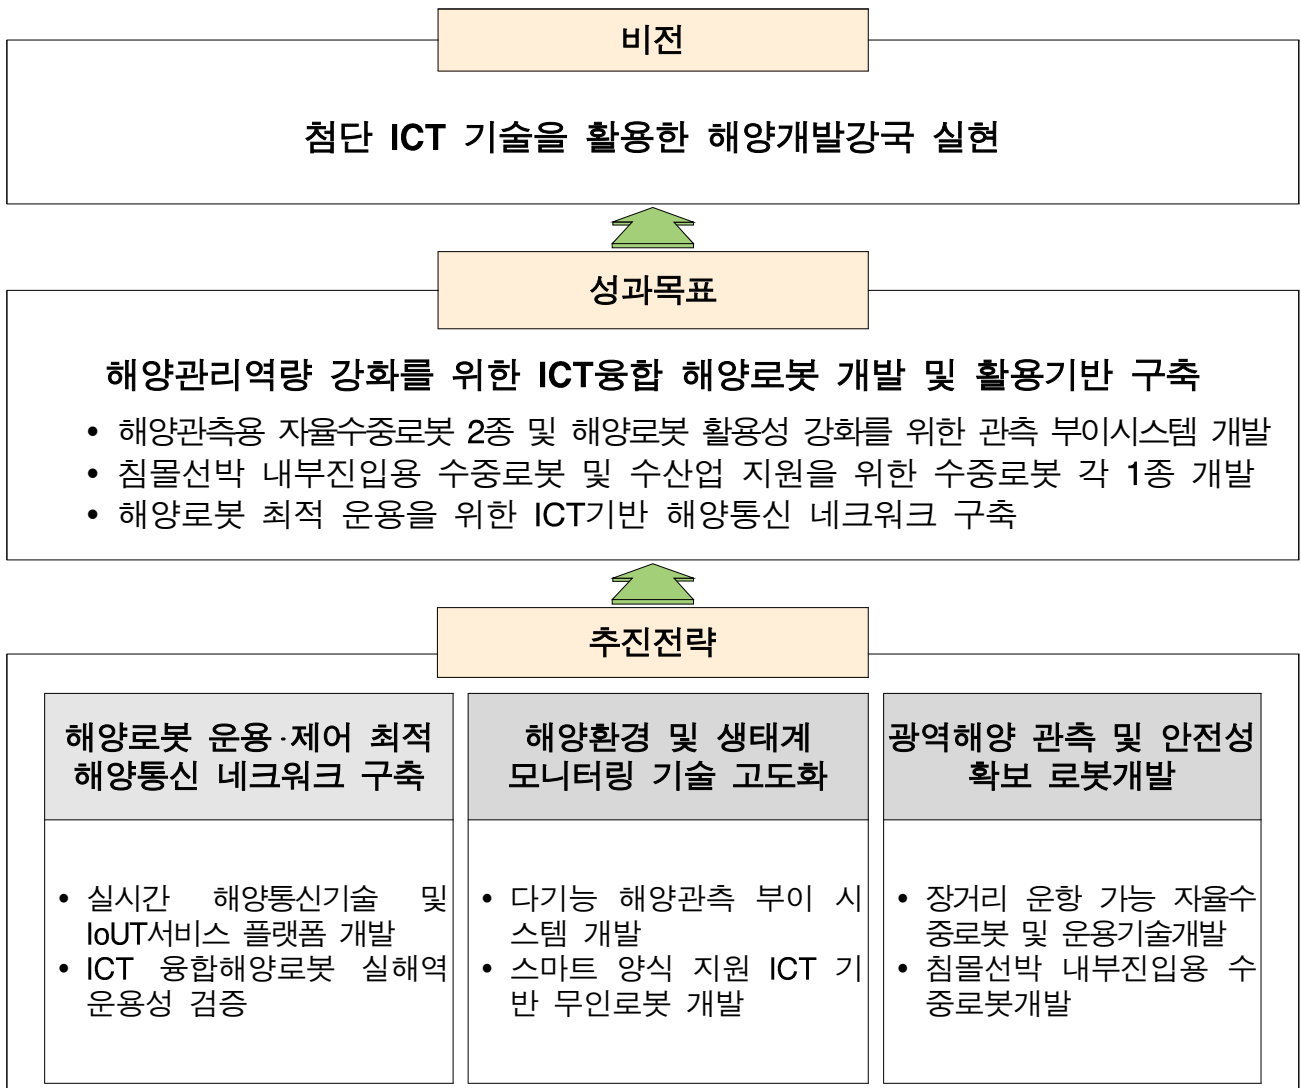 비전
첨단 ICT 기술을 활용한 해양개발강국 실현
성과목표
해양관리역량 강화를 위한 ICT융합 해양로봇 개발 및 활용기반 구축
• 해양관측용 자율수중로봇 2종 및 해양로봇 활용성 강화를 위한 관측 부이시스템 개발
• 침몰선박 내부진입용 수중로봇 및 수산업 지원을 위한 수중로봇 각 1종 개발
• 해양로봇 최적 운용을 위한 ICT기반 해양통신 네크워크 구축
추진전략
해양로봇 운용·제어 최적
해양통신 네크워크 구축
• 실시간 해양통신기술 및
IoUT서비스 플랫폼 개발
• ICT 융합해양로봇 실해역
운용성 검증
해양환경 및 생태계
모니터링 기술 고도화
• 다기능 해양관측 부이 시
스템 개발
• 스마트 양식 지원 ICT 기
반 무인로봇 개발
광역해양 관측 및 안전성
확보 로봇개발
• 장거리 운항 가능 자율수
중로봇 및 운용기술개발
• 침몰선박 내부진입용 수
중로봇개발